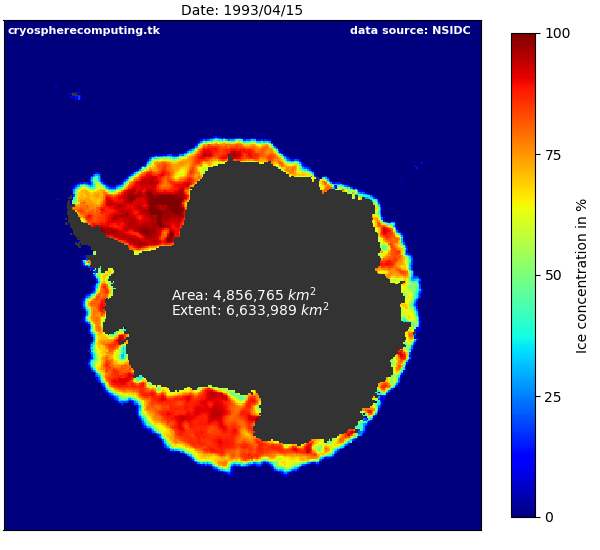 Date: 1993/04/15
cryospherecomputing.tk data source: NSIDC
100
75
50
25
0
Ice concentration in %
Area: 4,856,765 km²
Extent: 6,633,989 km²